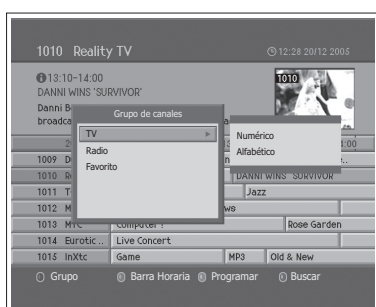 1010 Reality TV 12:28 20/12 2005
13:10-14:00
DANNI WINS 'SURVIVOR'
1010
Danni B
broadca
Grupo de canales
TV
Radio
Favorito
Numérico
Alfabético
1009 D
1010 DANNI WINS 'SURVIVOR'
1011 T Jazz
1012 M ws
1013 MTC Computer ! Rose Garden
1014 Eurotic .. Live Concert
1015 InXtc Game MP3 Old & New
Grupo Barra Horaria Programar Buscar